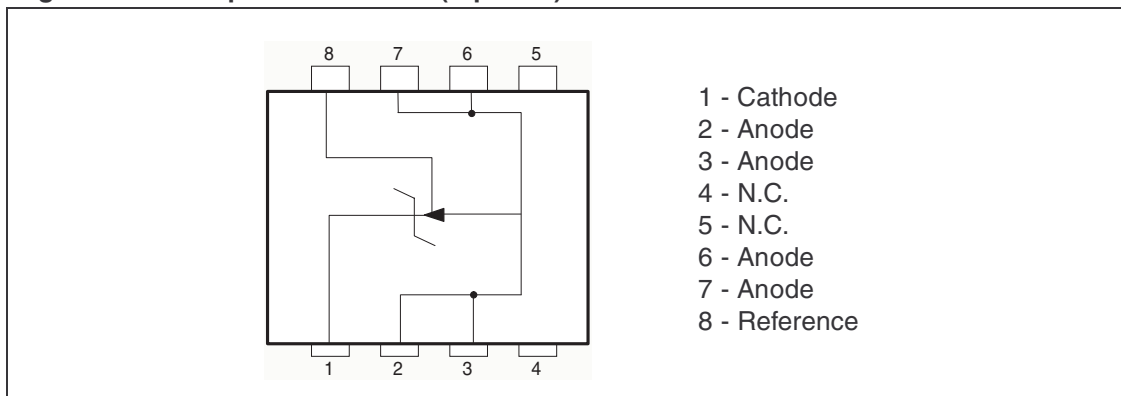 8 7 6 5
1 - Cathode
2 - Anode
3 - Anode
4 - N.C.
5 - N.C.
6 - Anode
7 - Anode
8 - Reference
1 2 3 4